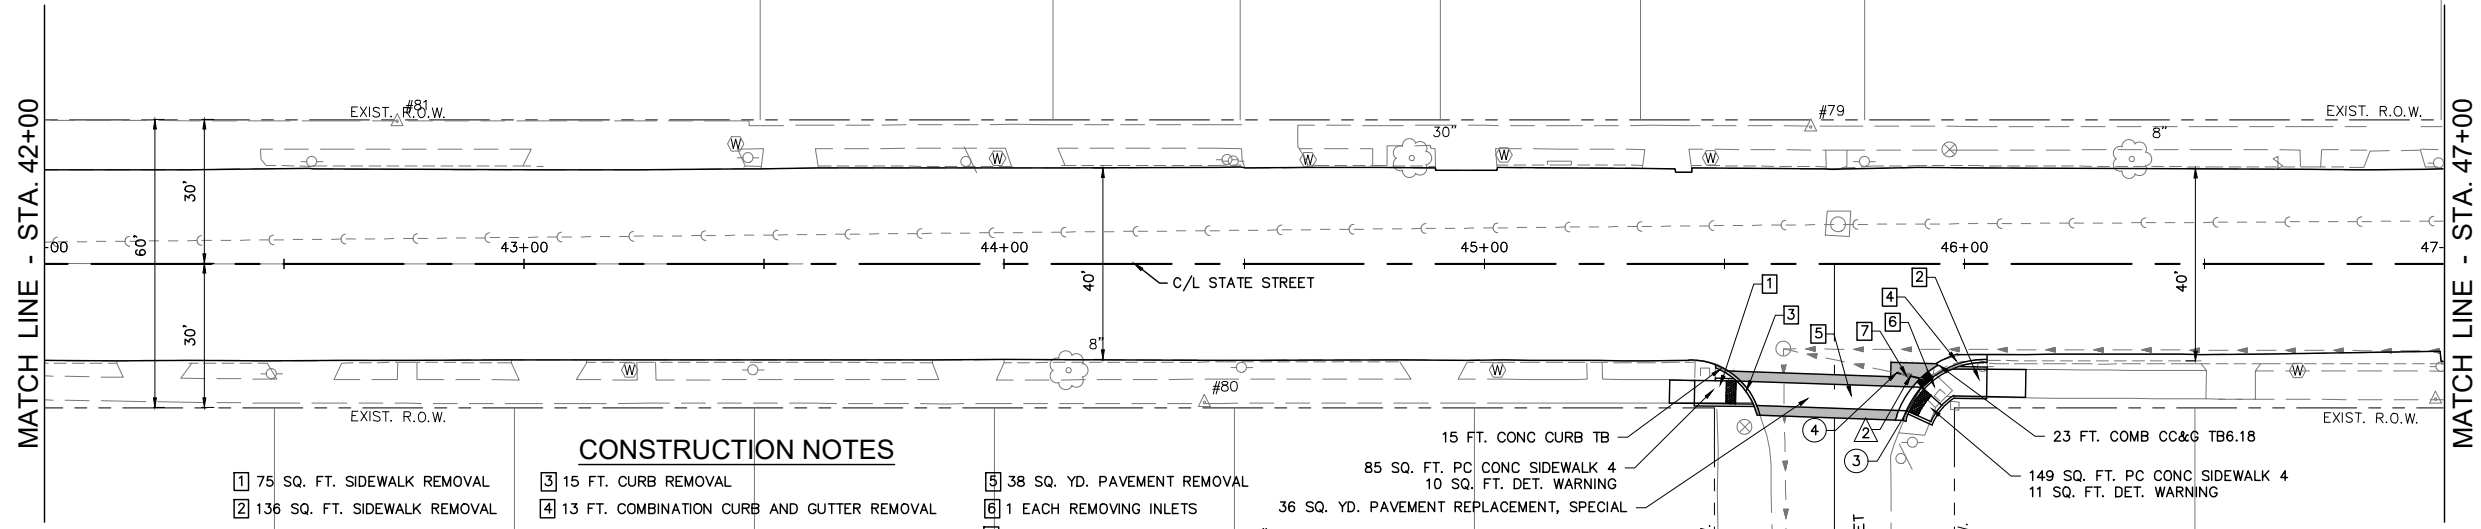 MATCH LINE - STA. 42+00
EXIST. R.O.W.
#81
30"
#79
EXIST. R.O.W.
8"
W
W
W
W
W
30'
60'
00
43+00
44+00
45+00
46+00
47
C/L STATE STREET
40'
40'
30'
1
2
3
4
5
6
7
8"
W
W
W
#80
EXIST. R.O.W.
EXIST. R.O.W.
4
2
3
CONSTRUCTION NOTES
1 75 SQ. FT. SIDEWALK REMOVAL
2 136 SQ. FT. SIDEWALK REMOVAL
3 15 FT. CURB REMOVAL
4 13 FT. COMBINATION CURB AND GUTTER REMOVAL
5 38 SQ. YD. PAVEMENT REMOVAL
6 1 EACH REMOVING INLETS
15 FT. CONC CURB TB
85 SQ. FT. PC CONC SIDEWALK 4
10 SQ. FT. DET. WARNING
36 SQ. YD. PAVEMENT REPLACEMENT, SPECIAL
23 FT. COMB CC&G TB6.18
149 SQ. FT. PC CONC SIDEWALK 4
11 SQ. FT. DET. WARNING
MATCH LINE - STA. 47+00